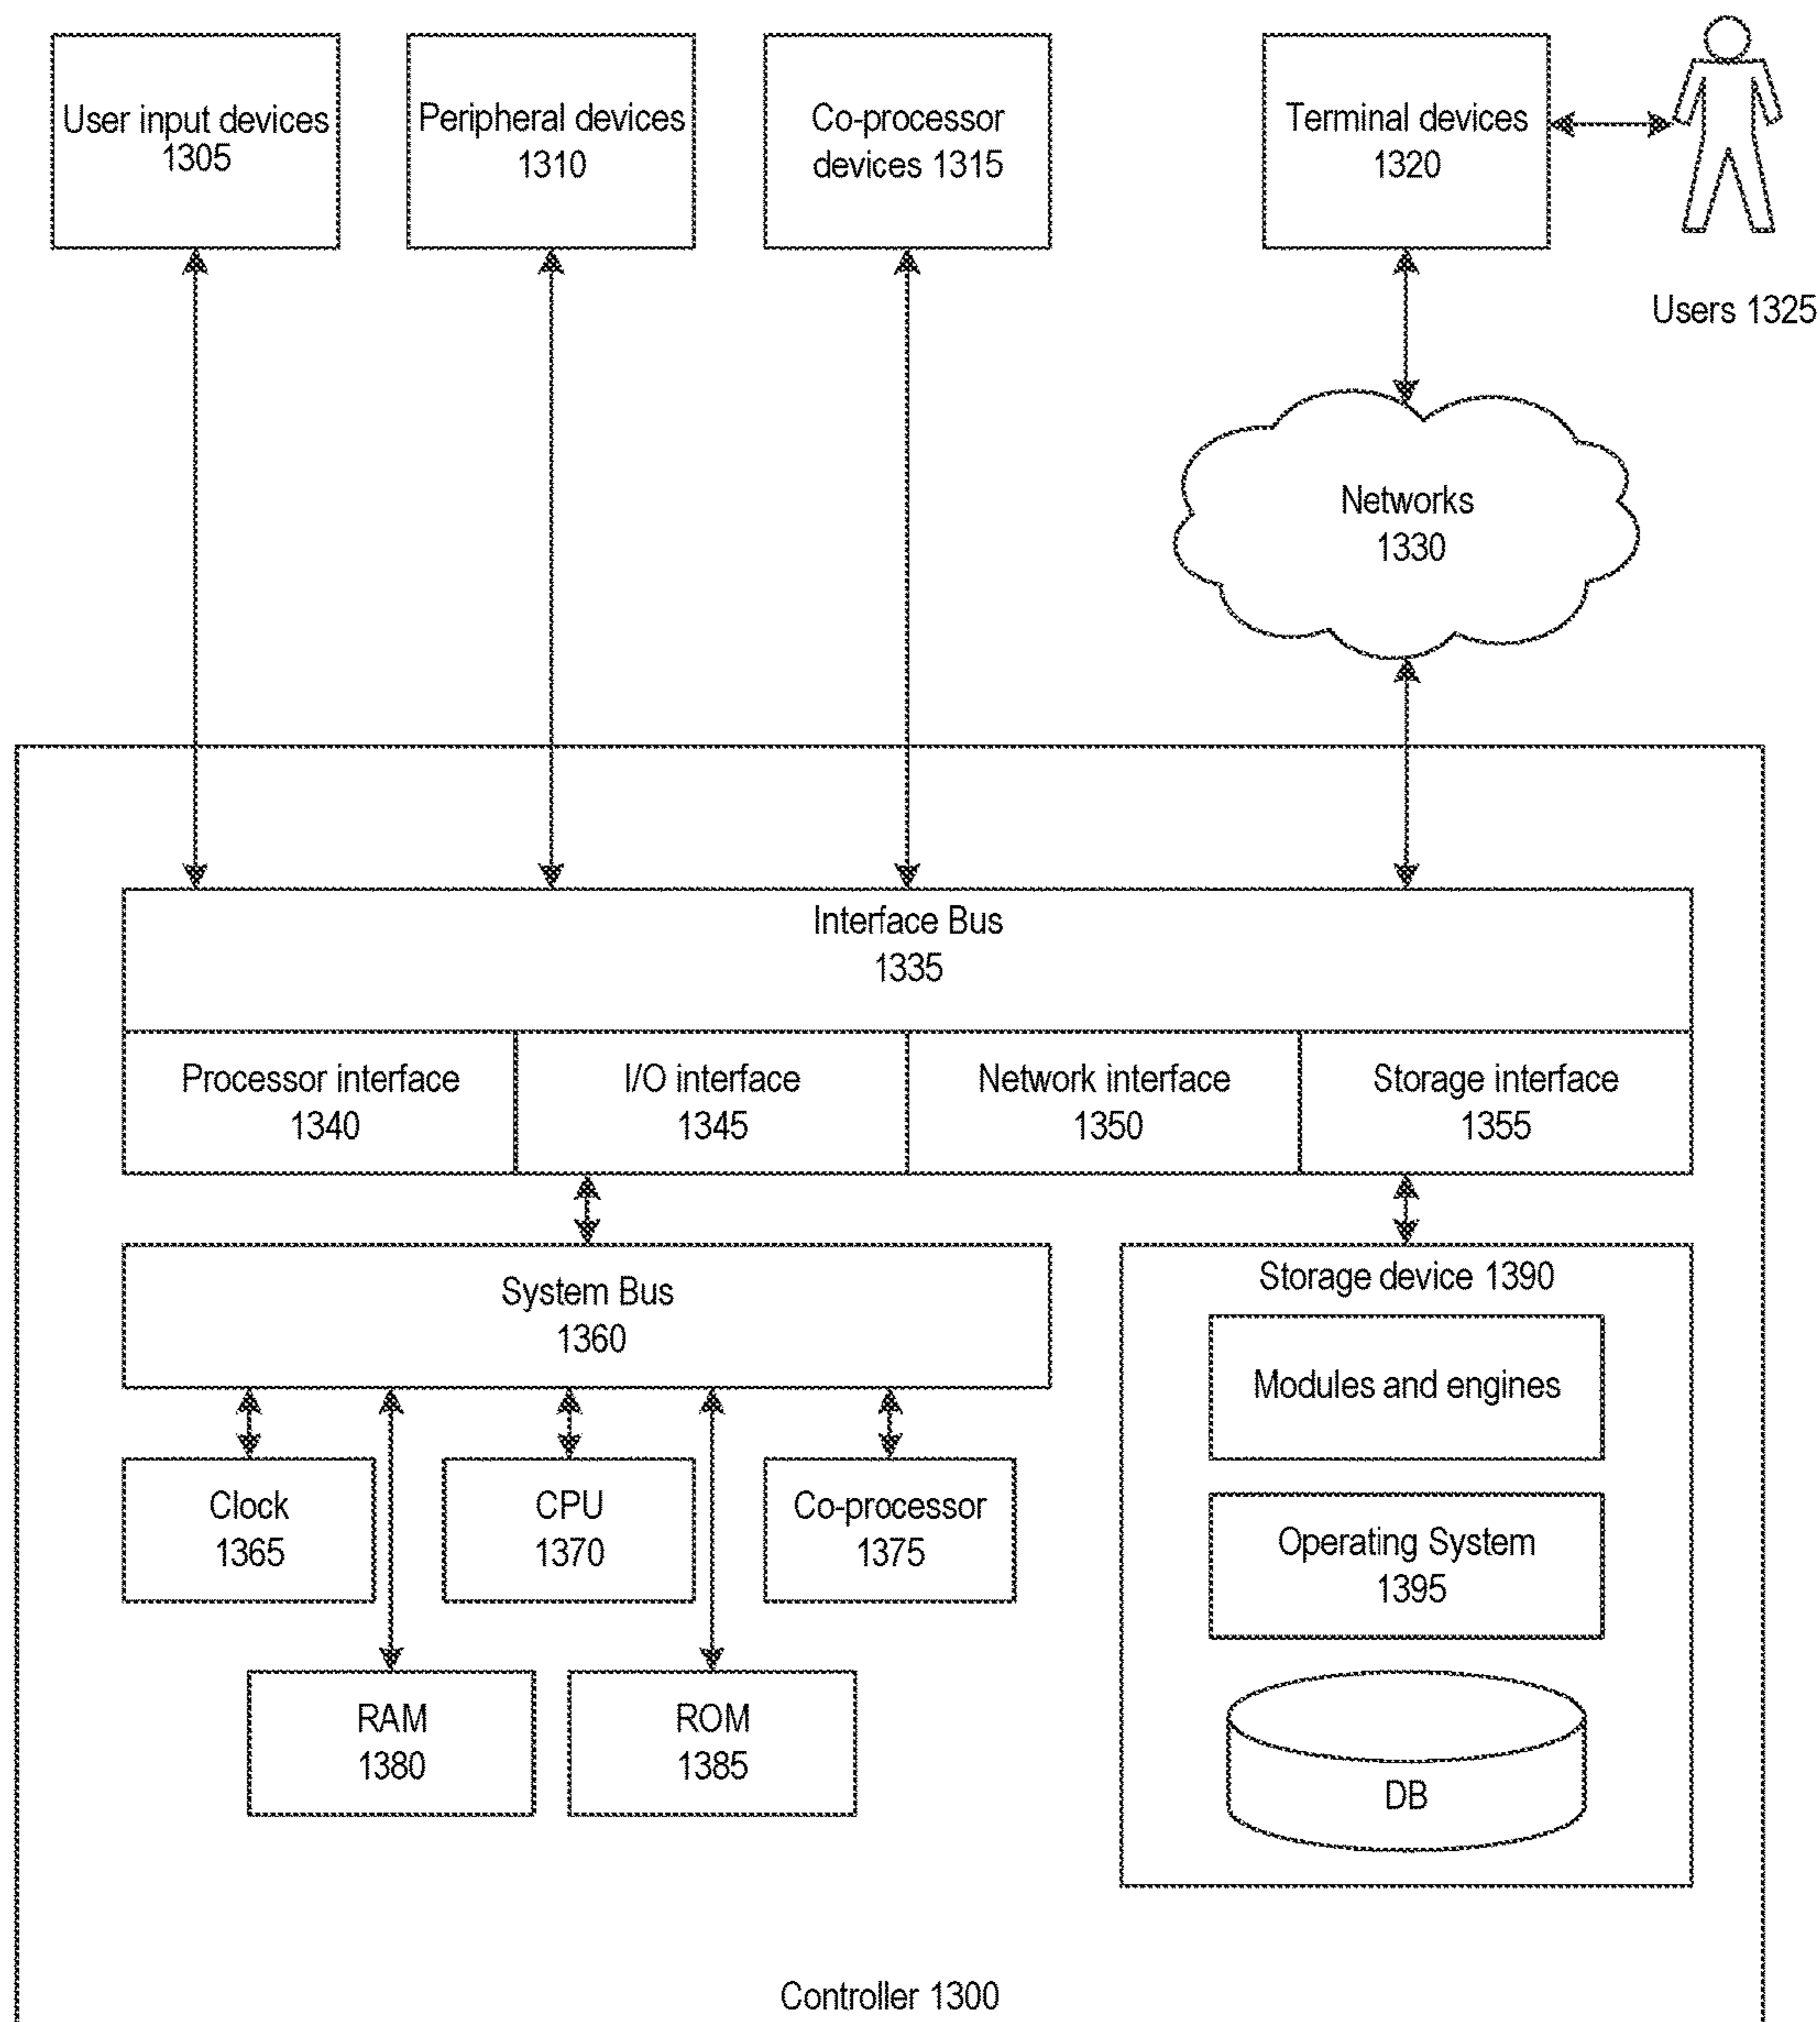 User input devices
1305
Peripheral devices
1310
Co-processor
devices 1315
Terminal devices
1320
Users 1325
Networks
1330
Interface Bus
1335
Processor interface
1340
I/O interface
1345
Network interface
1350
Storage interface
1355
System Bus
1360
Storage device 1390
Modules and engines
Clock
1365
CPU
1370
Co-processor
1375
Operating System
1395
RAM
1380
ROM
1385
DB
Controller 1300